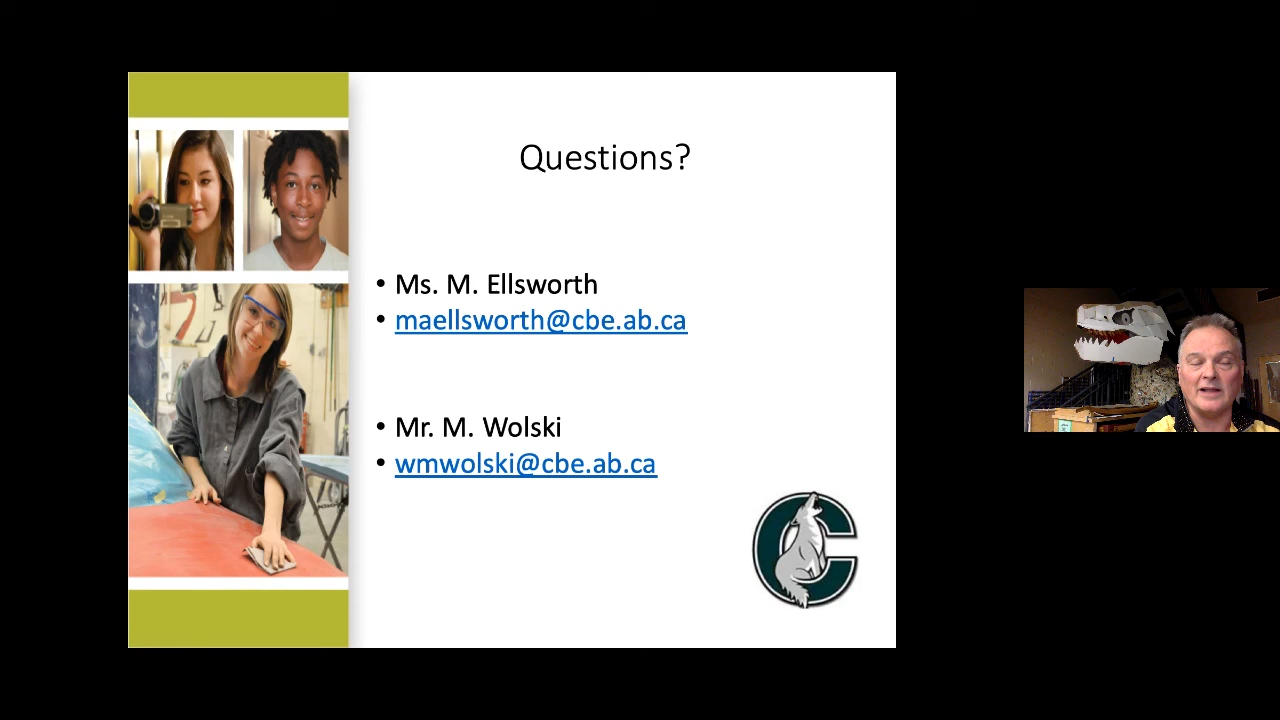 Questions?
• Ms. M. Ellsworth
• maellsworth@cbe.ab.ca
• Mr. M. Wolski
• wmwolski@cbe.ab.ca
C